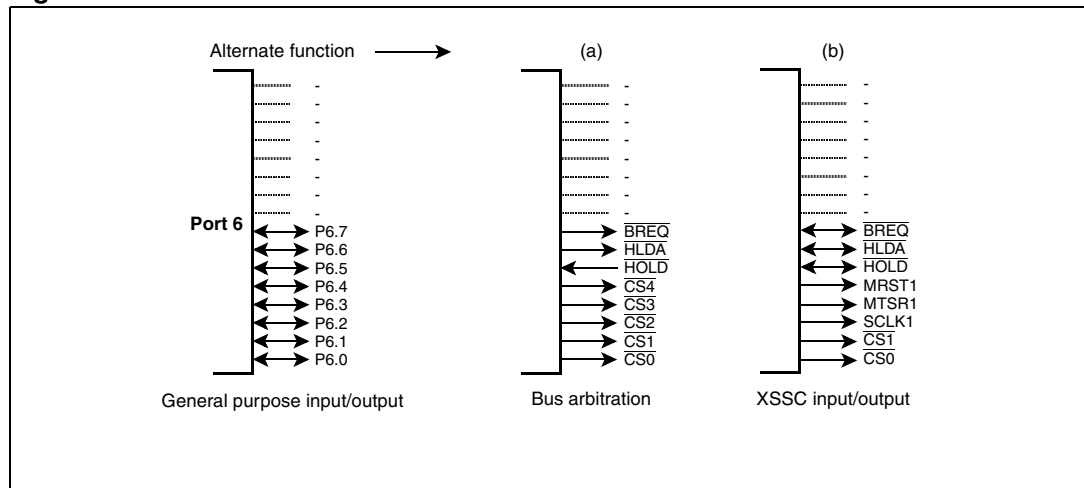 Alternate function (a) (b)
- - -
- - -
- - -
- - -
- - -
- - -
- - -
- - -
Port 6
P6.7 BREQ BREQ
P6.6 HLDA HLDA
P6.5 HOLD HOLD
P6.4 CS4 MRST1
P6.3 CS3 MTSR1
P6.2 CS2 SCLK1
P6.1 CS1 CS1
P6.0 CS0 CS0
General purpose input/output Bus arbitration XSSC input/output